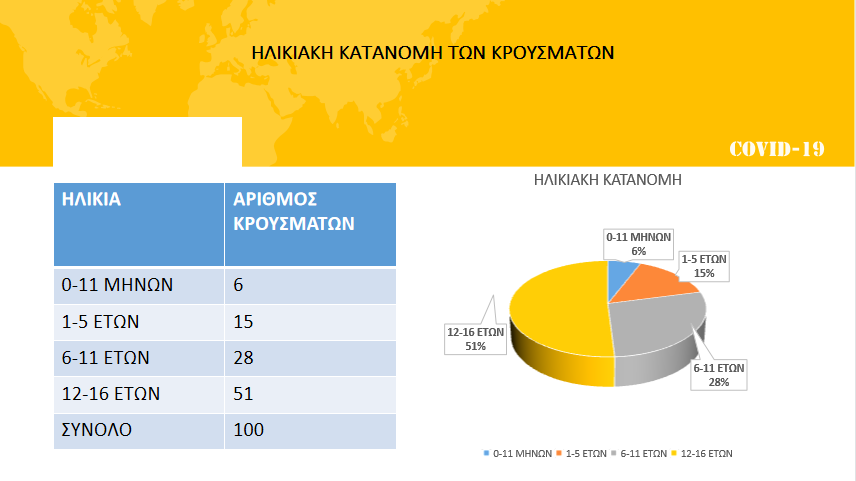 ΗΛΙΚΙΑΚΗ ΚΑΤΑΝΟΜΗ ΤΩΝ ΚΡΟΥΣΜΑΤΩΝ
COVID-19
ΗΛΙΚΙΑ ΑΡΙΘΜΟΣ
ΚΡΟΥΣΜΑΤΩΝ
0-11 ΜΗΝΩΝ 6
1-5 ΕΤΩΝ 15
6-11 ΕΤΩΝ 28
12-16 ΕΤΩΝ 51
ΣΥΝΟΛΟ 100
ΗΛΙΚΙΑΚΗ ΚΑΤΑΝΟΜΗ
0-11 ΜΗΝΩΝ
6%
1-5 ΕΤΩΝ
15%
12-16 ΕΤΩΝ
51%
6-11 ΕΤΩΝ
28%
0-11 ΜΗΝΩΝ 1-5 ΕΤΩΝ 6-11 ΕΤΩΝ 12-16 ΕΤΩΝ